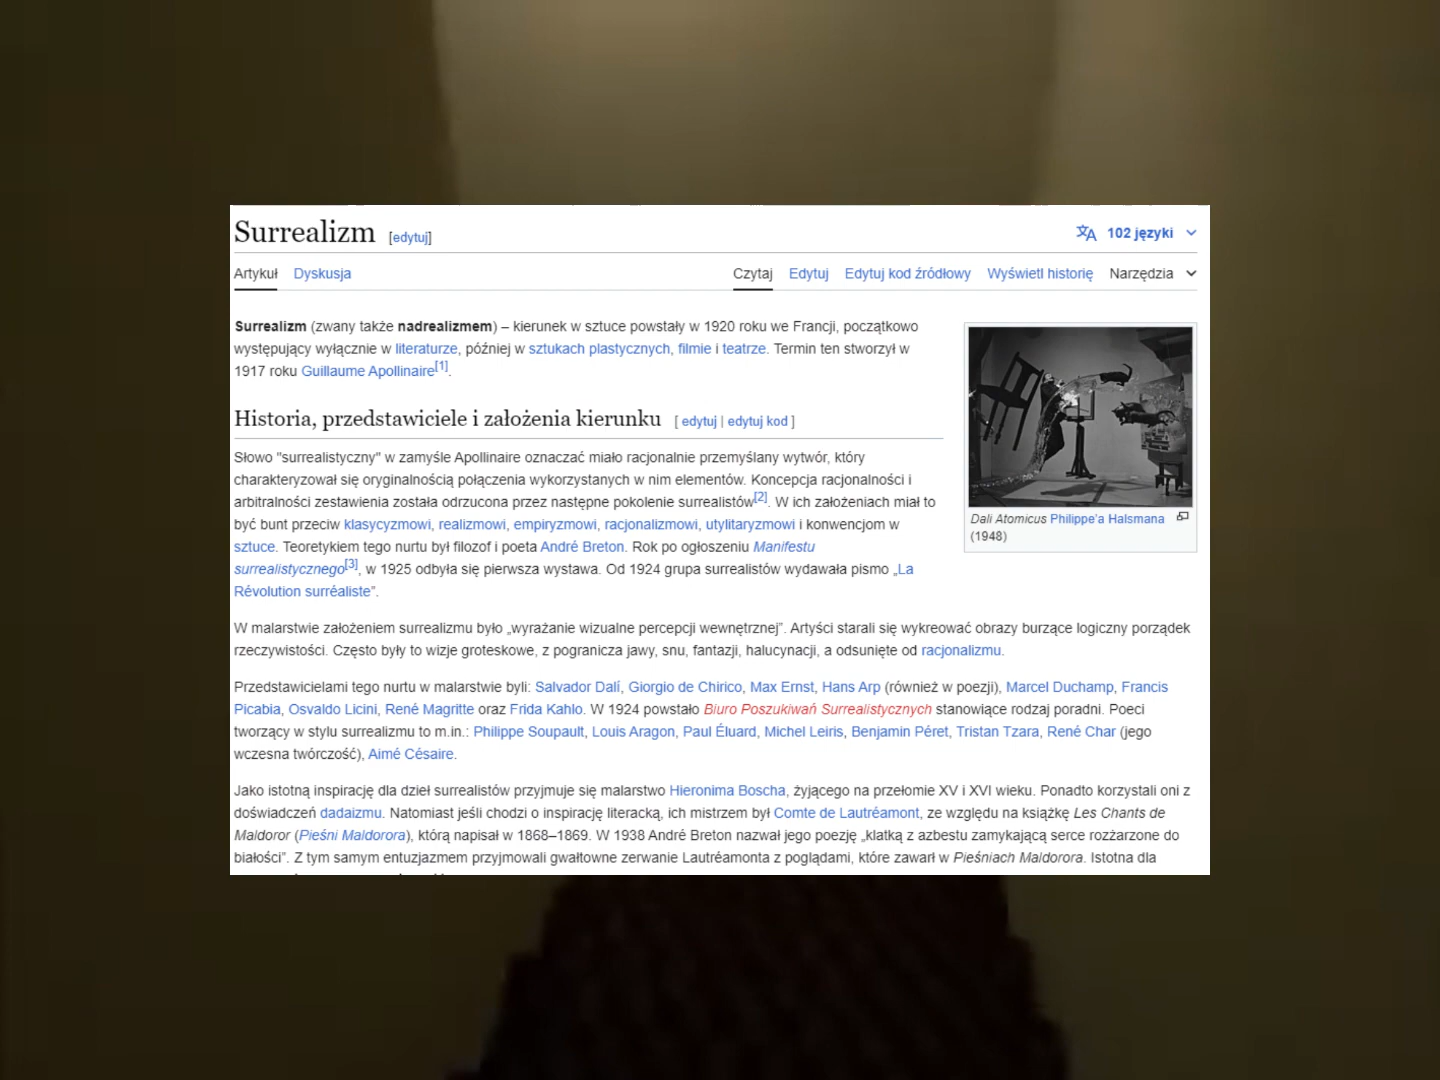 Surrealizm [edytuj]
102 języki
Artykuł Dyskusja Czytaj Edytuj Edytuj kod źródłowy Wyświetl historię Narzędzia
Surrealizm (zwany także nadrealizmem) – kierunek w sztuce powstały w 1920 roku we Francji, początkowo
występujący wyłącznie w literaturze, później w sztukach plastycznych, filmie i teatrze. Termin ten stworzył w
1917 roku Guillaume Apollinaire[1].
Historia, przedstawiciele i założenia kierunku [ edytuj | edytuj kod ]
Słowo "surrealistyczny" w zamyśle Apollinaire oznaczać miało racjonalnie przemyślany wytwór, który
charakteryzował się oryginalnością połączenia wykorzystanych w nim elementów. Koncepcja racjonalności i
arbitralności zestawienia została odrzucona przez następne pokolenie surrealistów[2]. W ich założeniach miał to
być bunt przeciw klasycyzmowi, realizmowi, empiryzmowi, racjonalizmowi, utylitaryzmowi i konwencjom w
sztuce. Teoretykiem tego nurtu był filozof i poeta André Breton. Rok po ogłoszeniu Manifestu
surrealistycznego[3], w 1925 odbyła się pierwsza wystawa. Od 1924 grupa surrealistów wydawała pismo „La
Révolution surréaliste”.
Dali Atomicus Philippe'a Halsmana
(1948)
W malarstwie założeniem surrealizmu było „wyrażanie wizualne percepcji wewnętrznej”. Artyści starali się wykreować obrazy burzące logiczny porządek
rzeczywistości. Często były to wizje groteskowe, z pogranicza jawy, snu, fantazji, halucynacji, a odsunięte od racjonalizmu.
Przedstawicielami tego nurtu w malarstwie byli: Salvador Dalí, Giorgio de Chirico, Max Ernst, Hans Arp (również w poezji), Marcel Duchamp, Francis
Picabia, Osvaldo Licini, René Magritte oraz Frida Kahlo. W 1924 powstało Biuro Poszukiwań Surrealistycznych stanowiące rodzaj poradni. Poeci
tworzący w stylu surrealizmu to m.in.: Philippe Soupault, Louis Aragon, Paul Éluard, Michel Leiris, Benjamin Péret, Tristan Tzara, René Char (jego
wczesna twórczość), Aimé Césaire.
Jako istotną inspirację dla dzieł surrealistów przyjmuje się malarstwo Hieronima Boscha, żyjącego na przełomie XV i XVI wieku. Ponadto korzystali oni z
doświadczeń dadaizmu. Natomiast jeśli chodzi o inspirację literacką, ich mistrzem był Comte de Lautréamont, ze względu na książkę Les Chants de
Maldoror (Pieśni Maldorora), którą napisał w 1868–1869. W 1938 André Breton nazwał jego poezję „klatką z azbestu zamykającą serce rozżarzone do
białości”. Z tym samym entuzjazmem przyjmowali gwałtowne zerwanie Lautréamonta z poglądami, które zawarł w Pieśniach Maldorora. Istotna dla